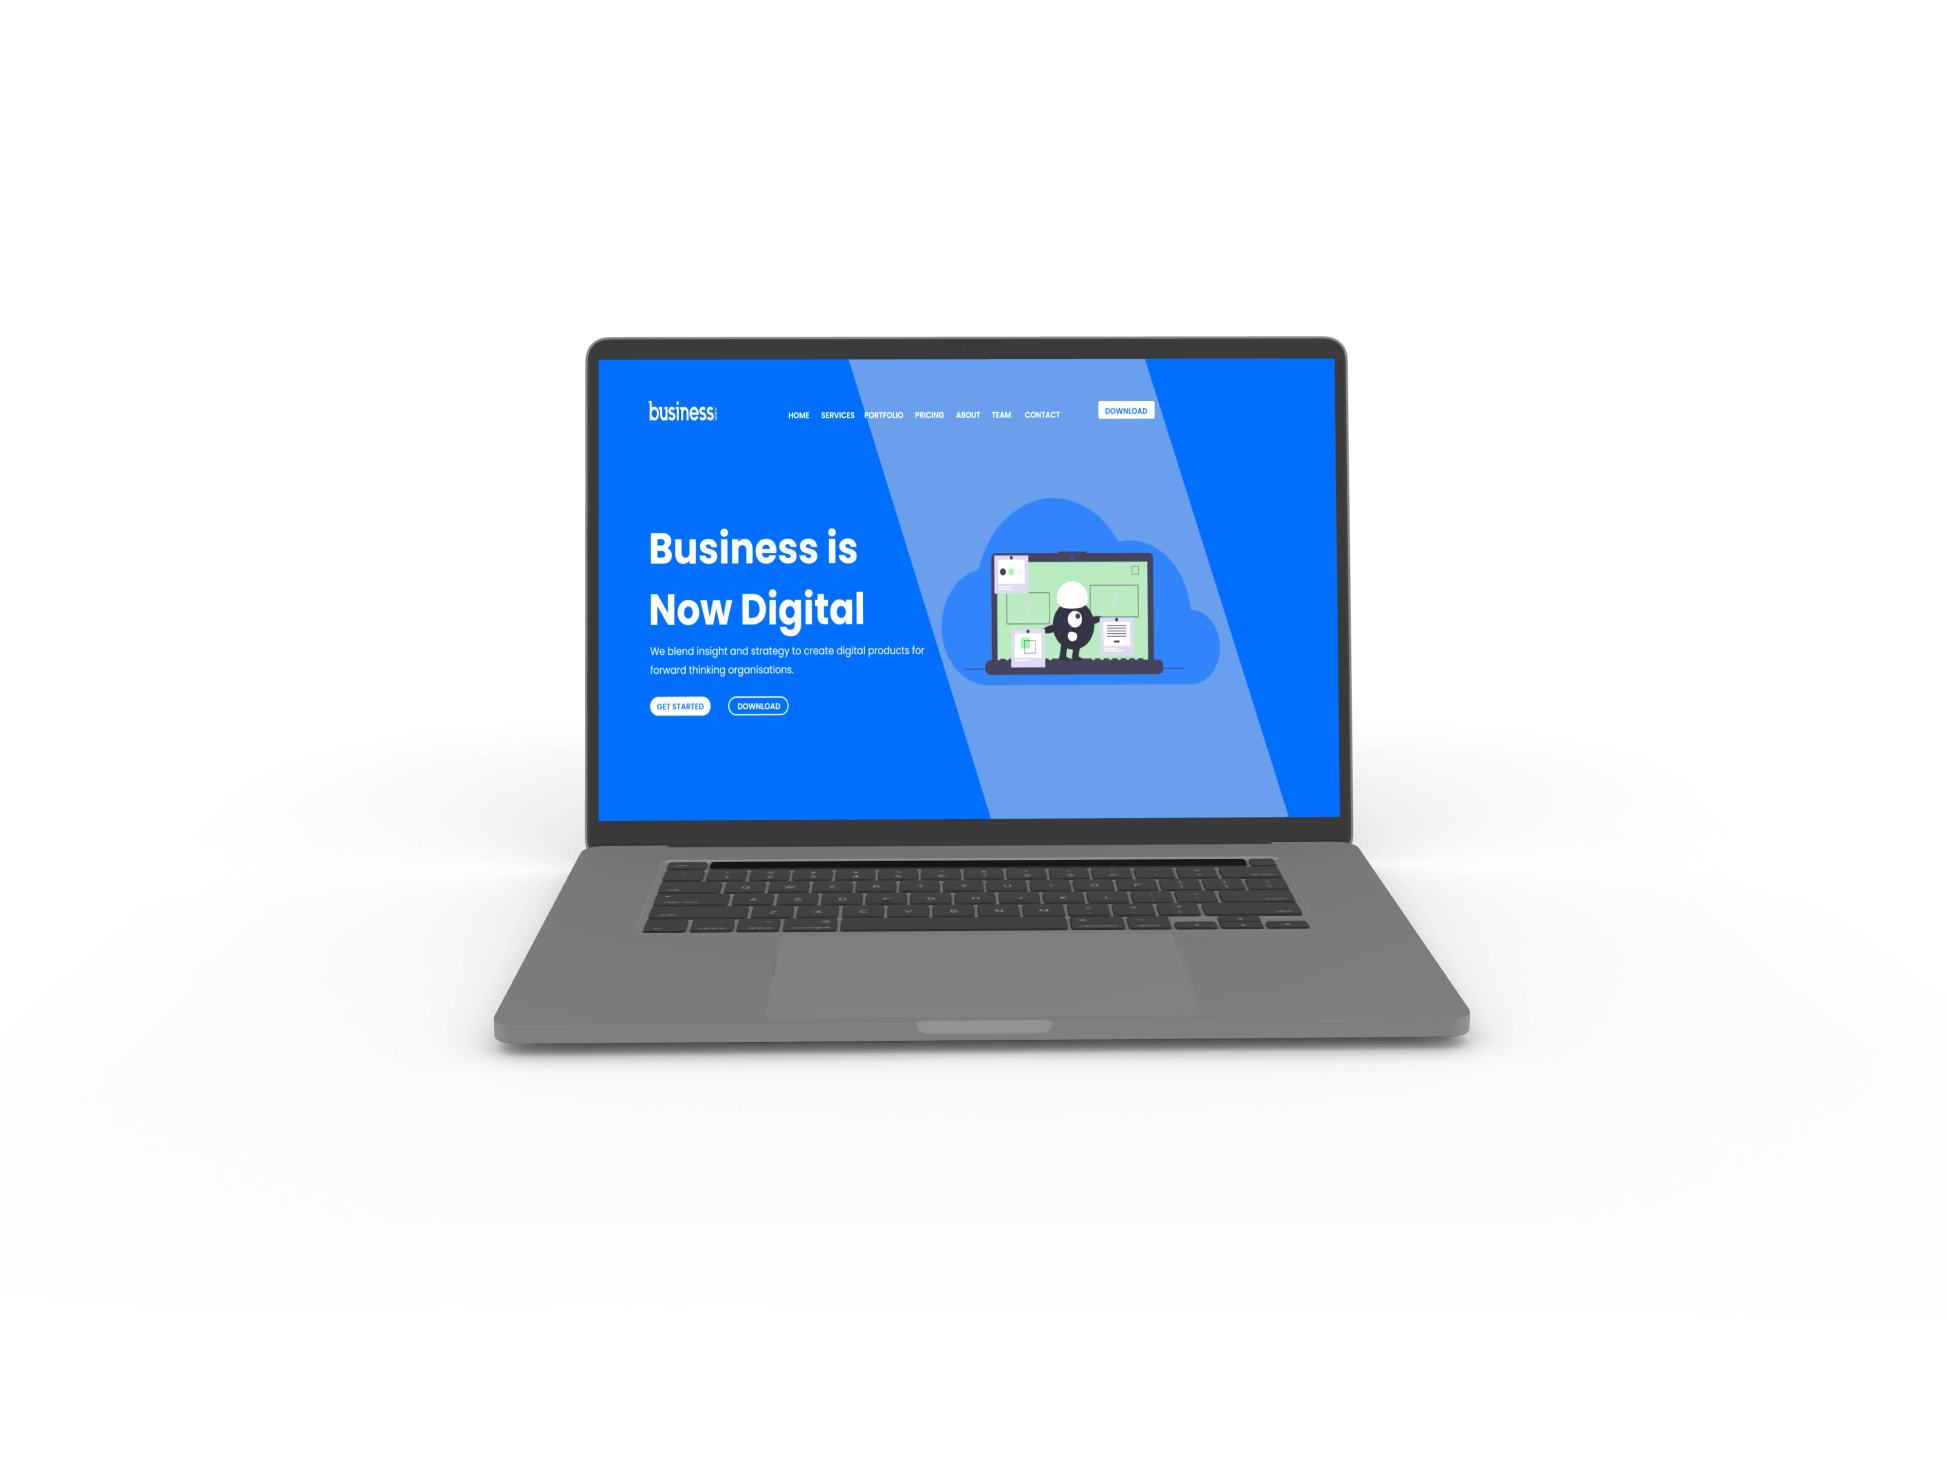 business
HOME SERVICES PORTFOLIO PRICING ABOUT TEAM CONTACT
DOWNLOAD
Business is
Now Digital
We blend insight and strategy to create digital products for
forward thinking organisations.
GET STARTED
DOWNLOAD
? ?
Q W E R T Y U I O P
A S D F G H J K L
Z X C V B N M